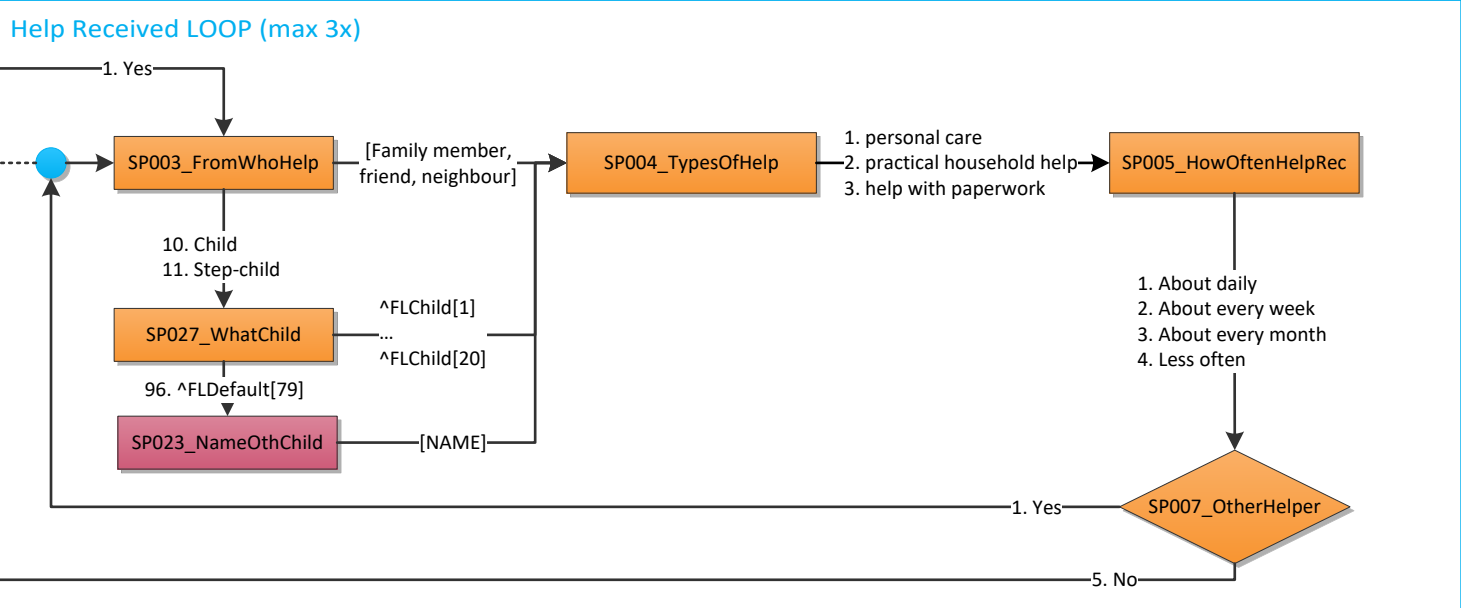 Help Received LOOP (max 3x)
1. Yes
SP003_FromWhoHelp
[Family member,
friend, neighbour]
SP004_TypesOfHelp
1. personal care
2. practical household help
3. help with paperwork
SP005_HowOftenHelpRec
10. Child
11. Step-child
SP027_WhatChild
^FLChild[1]
...
^FLChild[20]
1. About daily
2. About every week
3. About every month
4. Less often
96. ^FLDefault[79]
SP023_NameOthChild
[NAME]
SP007_OtherHelper
1. Yes
5. No